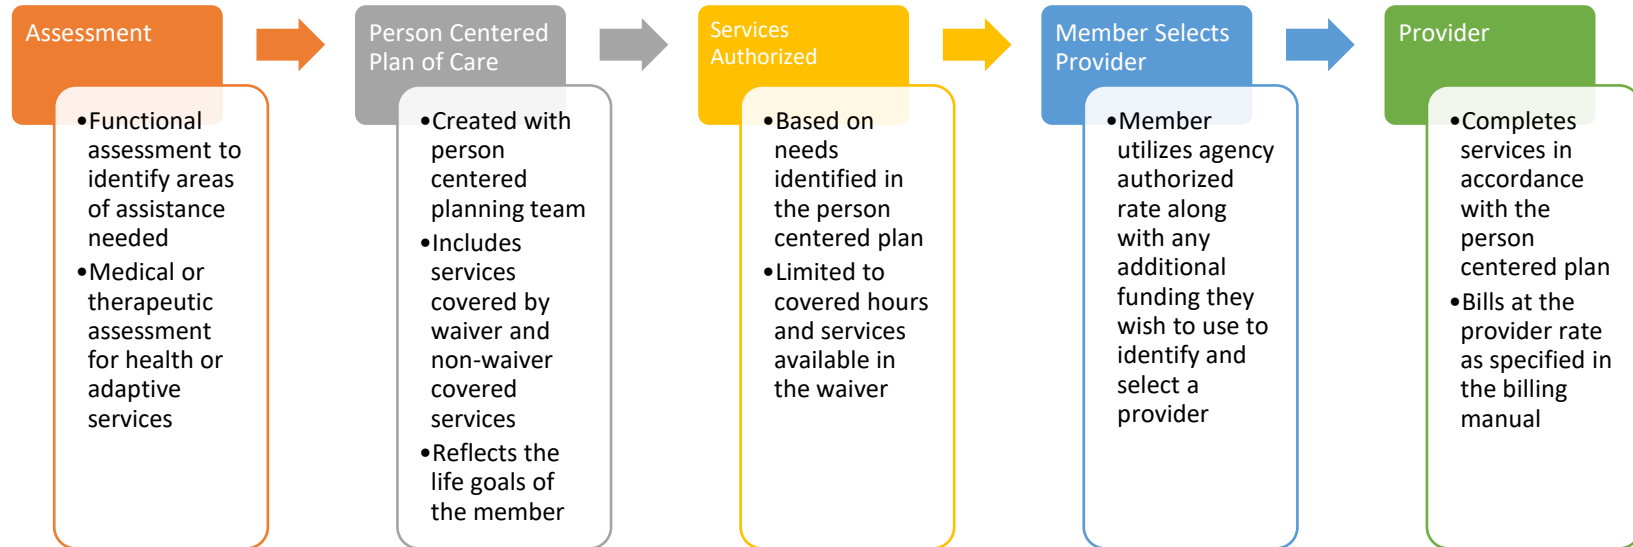 Assessment
•Functional
assessment to
identify areas
of assistance
needed
•Medical or
therapeutic
assessment
for health or
adaptive
services
Person Centered
Plan of Care
•Created with
person
centered
planning team
•Includes
services
covered by
waiver and
non-waiver
covered
services
•Reflects the
life goals of
the member
Services
Authorized
•Based on
needs
identified in
the person
centered plan
•Limited to
covered hours
and services
available in
the waiver
Member Selects
Provider
•Member
utilizes agency
authorized
rate along
with any
additional
funding they
wish to use to
identify and
select a
provider
Provider
•Completes
services in
accordance
with the
person
centered plan
•Bills at the
provider rate
as specified in
the billing
manual